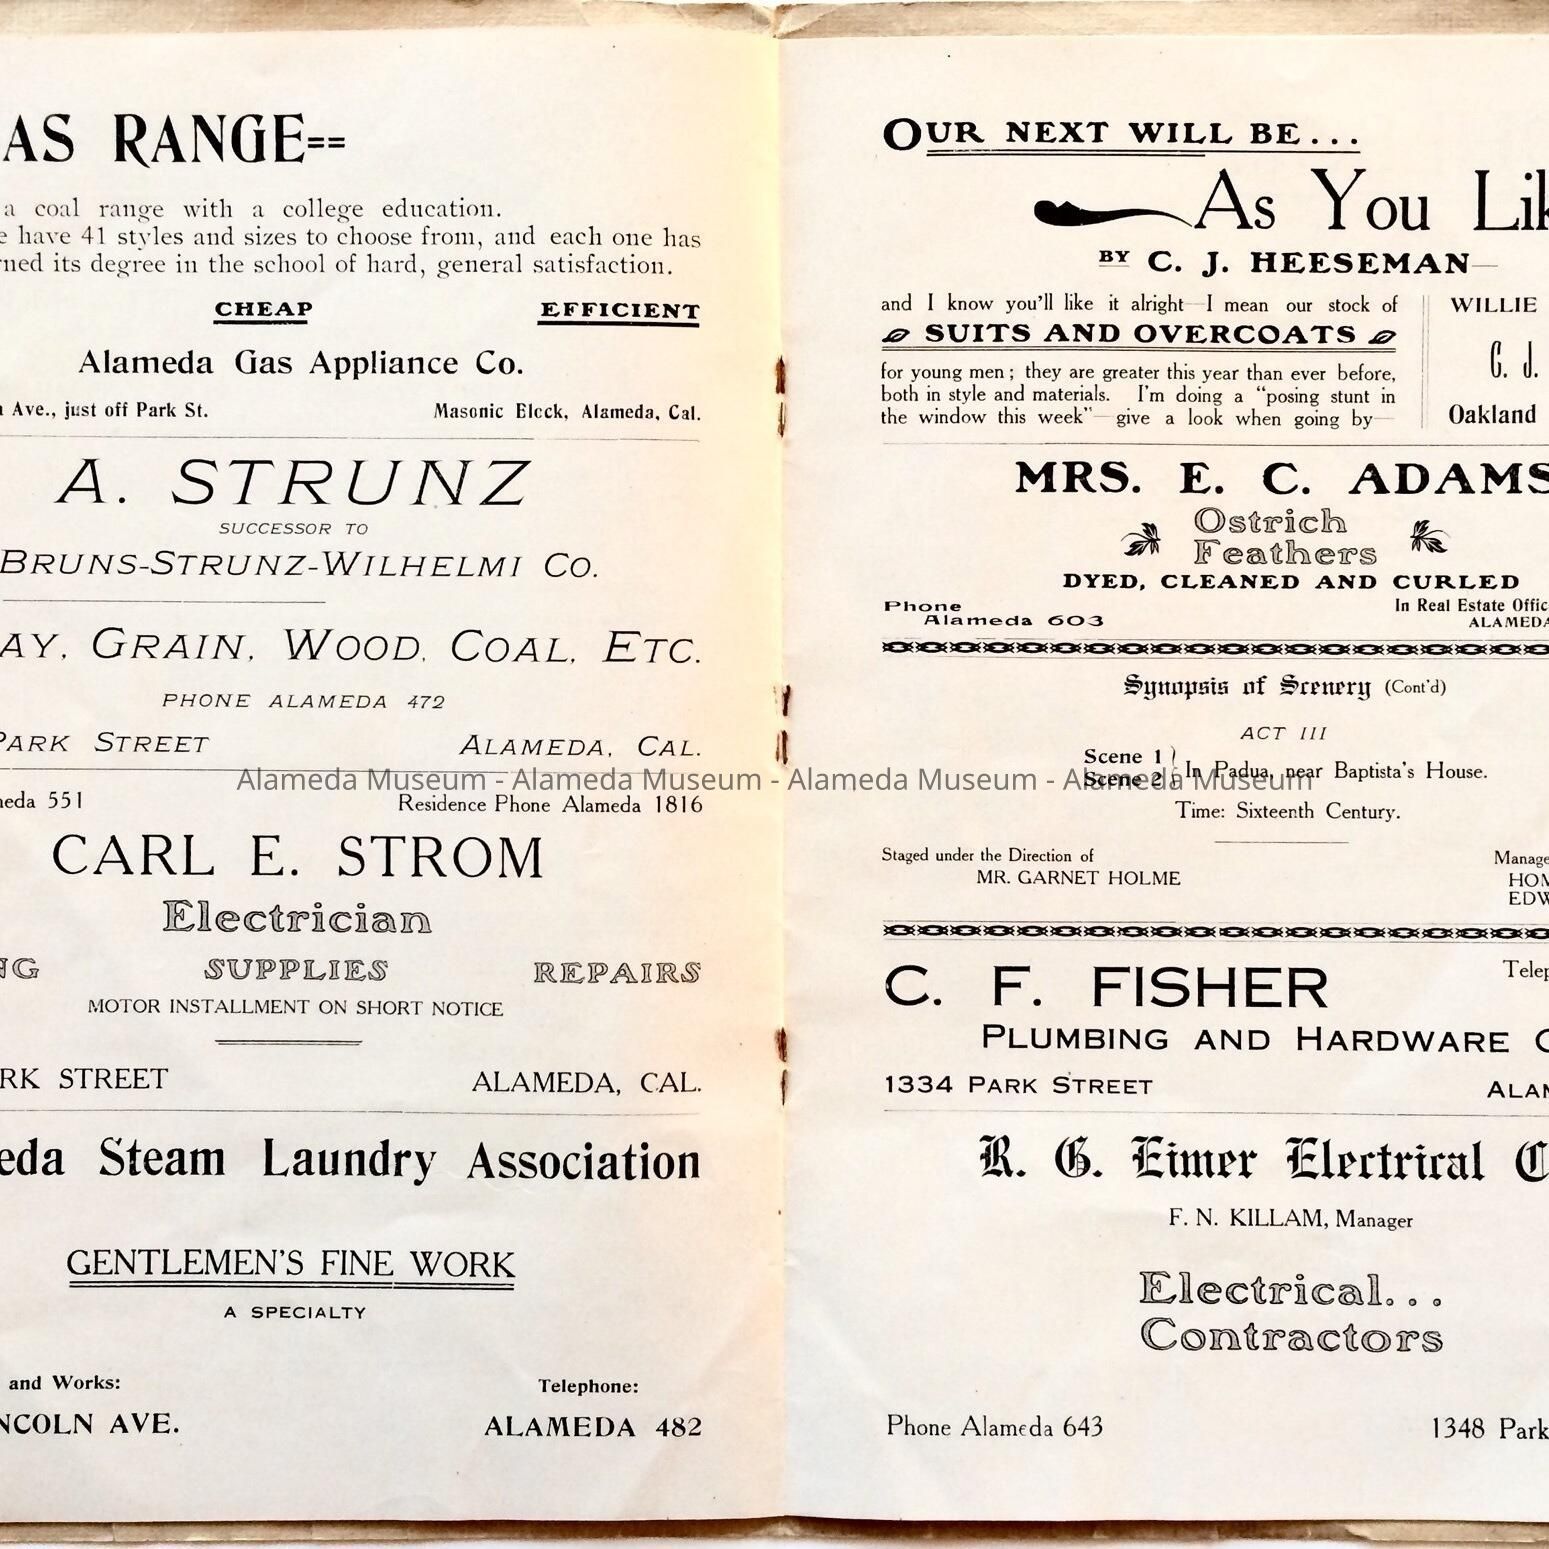 AS RANGE==
a coal range with a college education.
e have 41 styles and sizes to choose from, and each one has
rned its degree in the school of hard, general satisfaction.
CHEAP EFFICIENT
Alameda Gas Appliance Co.
a Ave., just off Park St. Masonic Block, Alameda, Cal.
A. STRUNZ
SUCCESSOR TO
BRUNS-STRUNZ-WILHELMI CO.
AY, GRAIN, WOOD, COAL, ETC.
PHONE ALAMEDA 472
PARK STREET ALAMEDA, CAL.
eda 551 Residence Phone Alameda 1816
CARL E. STROM
Electrician
NG SUPPLIES REPAIRS
MOTOR INSTALLMENT ON SHORT NOTICE
RK STREET ALAMEDA, CAL.
eda Steam Laundry Association
GENTLEMEN'S FINE WORK
A SPECIALTY
and Works: Telephone:
NCOLN AVE. ALAMEDA 482
OUR NEXT WILL BE...
As You Lik
BY C. J. HEESEMAN—
and I know you'll like it alright—I mean our stock of
SUITS AND OVERCOATS
for young men; they are greater this year than ever before,
both in style and materials. I'm doing a "posing stunt in
the window this week"—give a look when going by—
WILLIE
C. J.
Oakland
MRS. E. C. ADAMS
Ostrich
Feathers
DYED, CLEANED AND CURLED
Phone In Real Estate Offic
Alameda 603 ALAMEDA
Synopsis of Scenery (Cont'd)
ACT III
Scene 1
Scene 2 } In Padua, near Baptista's House.
Time: Sixteenth Century.
Staged under the Direction of Manage
MR. GARNET HOLME HOM
EDW
C. F. FISHER Telep
PLUMBING AND HARDWARE C
1334 PARK STREET ALAM
R. G. Eimer Electrical C
F. N. KILLAM, Manager
Electrical...
Contractors
Phone Alameda 643 1348 Park
Alameda Museum - Alameda Museum - Alameda Museum - Alameda Museum